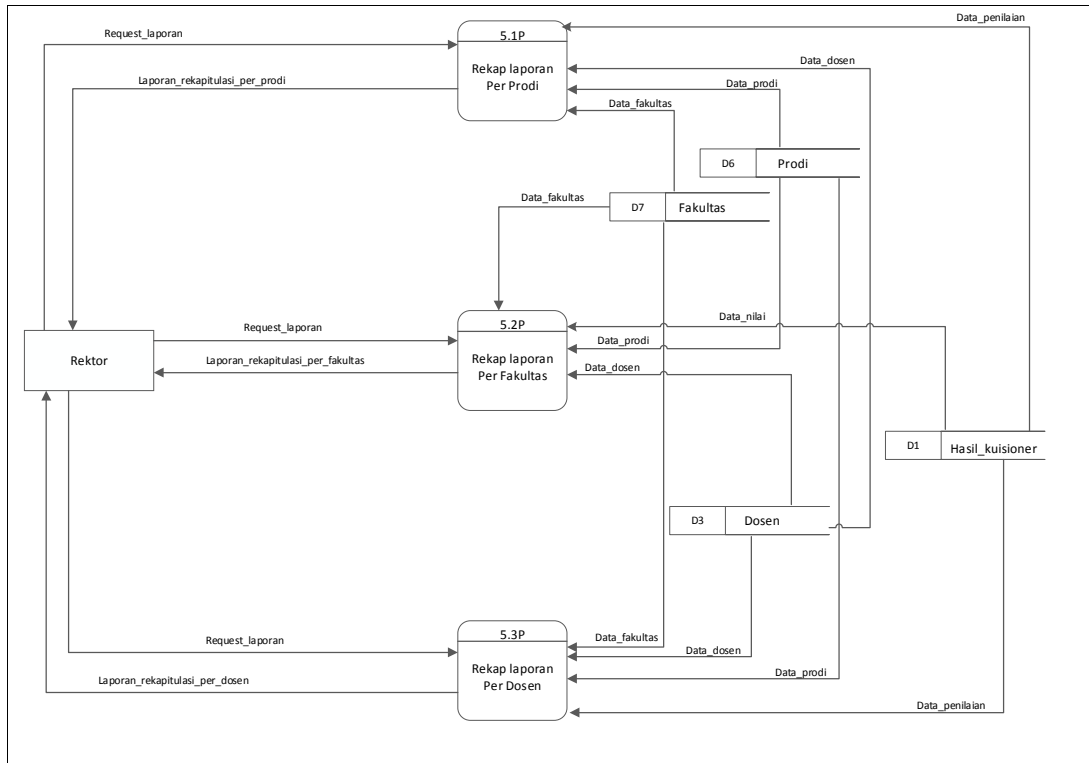 Data_penilaian
5.1P
Request_laporan
Data_dosen
Rekap laporan
Per Prodi
Laporan_rekapitulasi_per_prodi
Data_prodi
Data_fakultas
D6
Prodi
Data_fakultas
D7
Fakultas
5.2P
Data_nilai
Request_laporan
Data_prodi
Rekap laporan
Per Fakultas
Rektor
Laporan_rekapitulasi_per_fakultas
Data_dosen
D1
Hasil_kuisioner
D3
Dosen
5.3P
Request_laporan
Data_fakultas
Data_dosen
Rekap laporan
Per Dosen
Data_prodi
Laporan_rekapitulasi_per_dosen
Data_penilaian